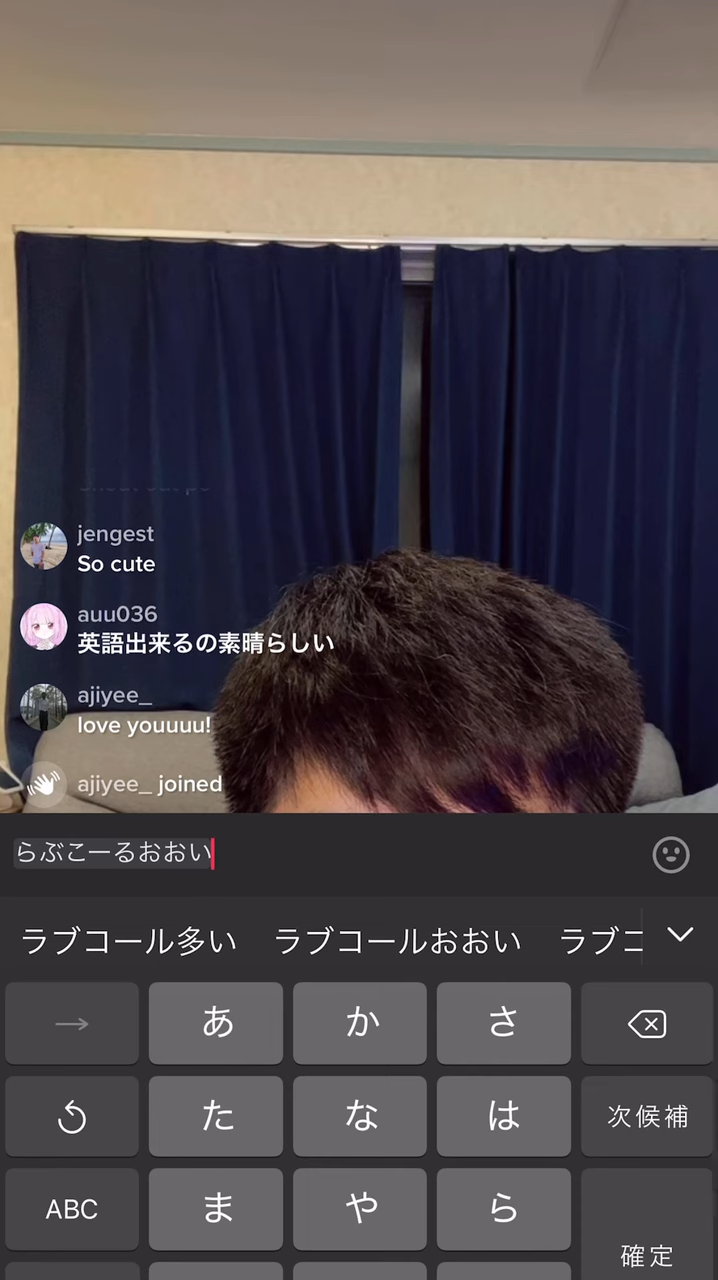 jengest
So cute
auu036
英語出来るの素晴らしい
ajiyee_
love youuuu!
ajiyee_ joined
らぶこーるおおい
ラブコール多い ラブコールおおい ラブコ
→ あ か さ
た な は 次候補
ABC ま や ら
確定